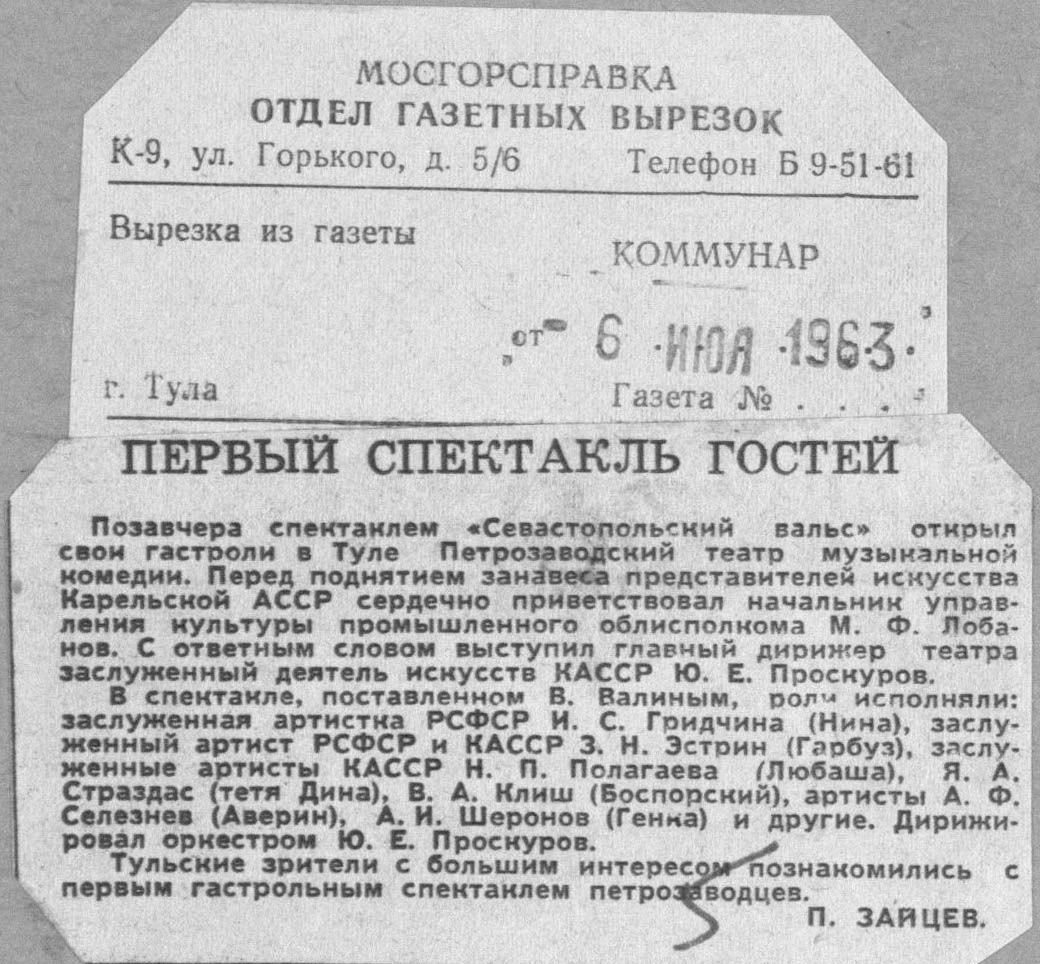 МОСГОРСПРАВКА
ОТДЕЛ ГАЗЕТНЫХ ВЫРЕЗОК
К-9, ул. Горького, д. 5/6 Телефон Б 9-51-61
Вырезка из газеты
КОММУНАР
от 6 ИЮЛ 1963
г. Тула Газета № . . .
ПЕРВЫЙ СПЕКТАКЛЬ ГОСТЕЙ
Позавчера спектаклем «Севастопольский вальс» открыл
свои гастроли в Туле Петрозаводский театр музыкальной
комедии. Перед поднятием занавеса представителей искусства
Карельской АССР сердечно приветствовал начальник управ-
ления культуры промышленного облисполкома М. Ф. Лоба-
нов. С ответным словом выступил главный дирижер театра
заслуженный деятель искусств КАССР Ю. Е. Проскуров.
В спектакле, поставленном В. Валиным, роли исполняли:
заслуженная артистка РСФСР И. С. Гридчина (Нина), заслу-
женный артист РСФСР и КАССР З. Н. Эстрин (Гарбуз), заслу-
женные артисты КАССР Н. П. Полагаева (Любаша), Я. А.
Страздас (тетя Дина), В. А. Клиш (Боспорский), артисты А. Ф.
Селезнев (Аверин), А. И. Шеронов (Генка) и другие. Дирижи-
ровал оркестром Ю. Е. Проскуров.
Тульские зрители с большим интересом познакомились с
первым гастрольным спектаклем петрозаводцев.
П. ЗАЙЦЕВ.